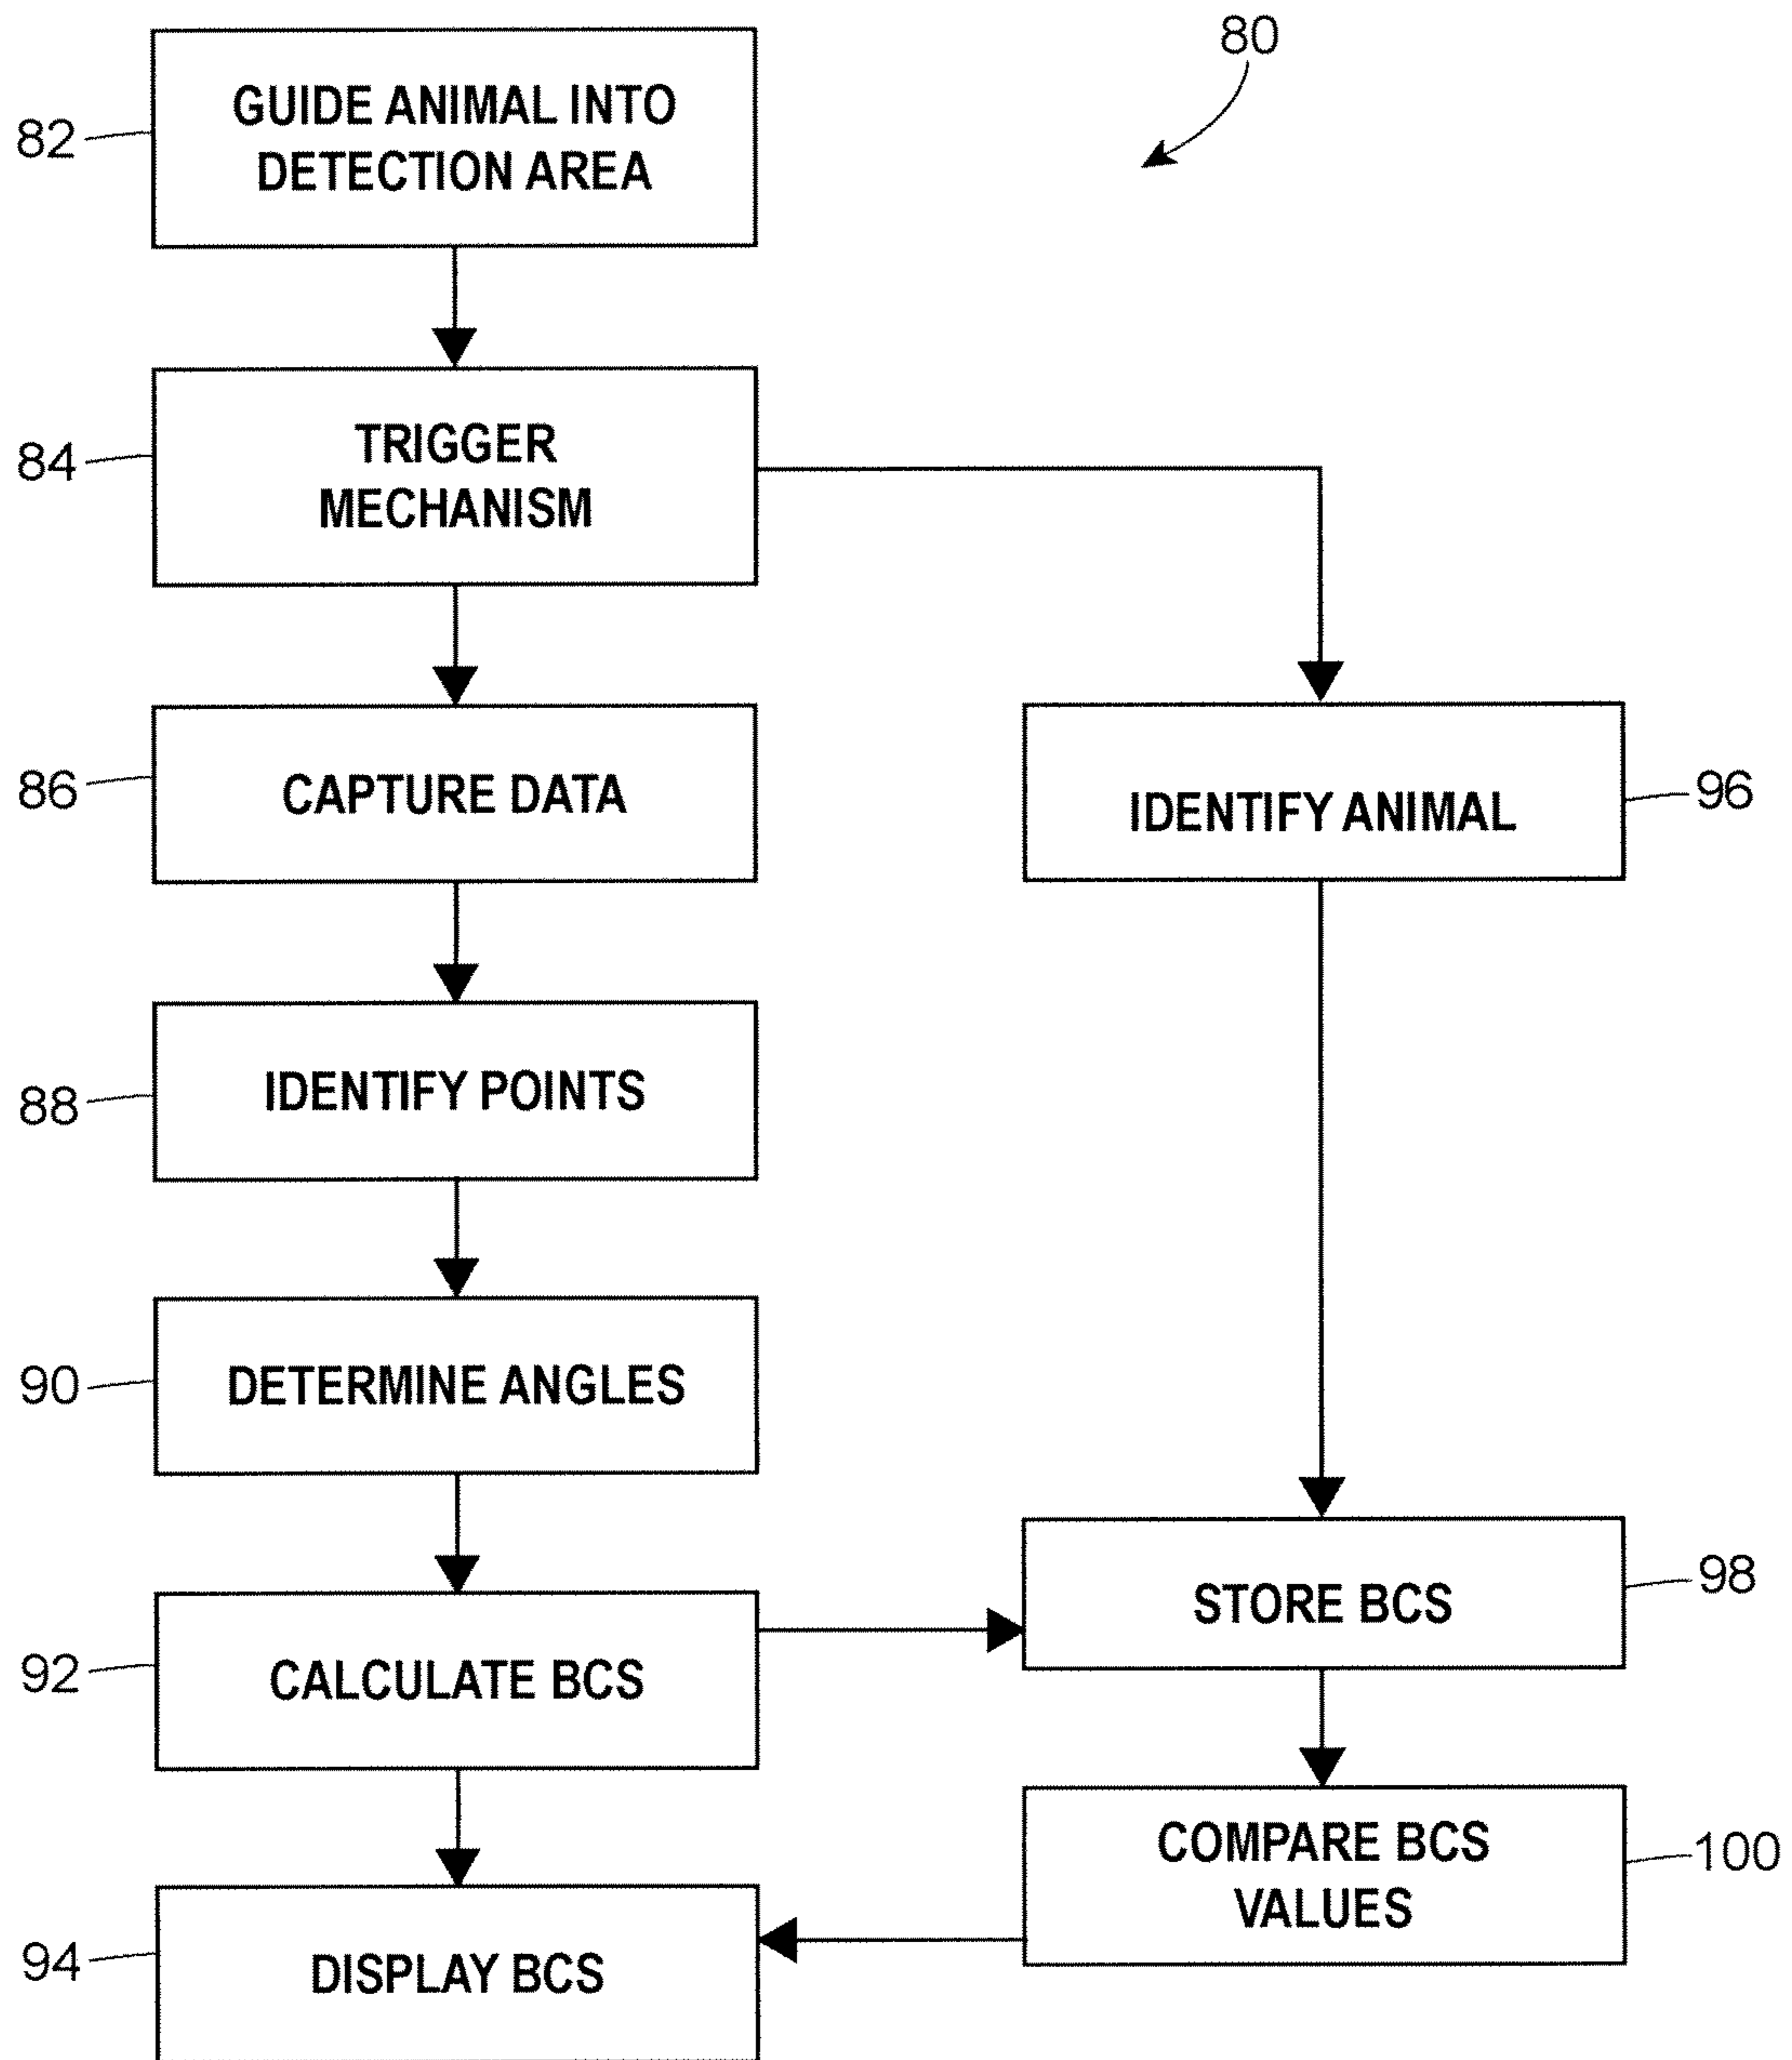 80
82
GUIDE ANIMAL INTO
DETECTION AREA
84
TRIGGER
MECHANISM
86
CAPTURE DATA
IDENTIFY ANIMAL
96
88
IDENTIFY POINTS
90
DETERMINE ANGLES
STORE BCS
98
92
CALCULATE BCS
COMPARE BCS
VALUES
100
94
DISPLAY BCS